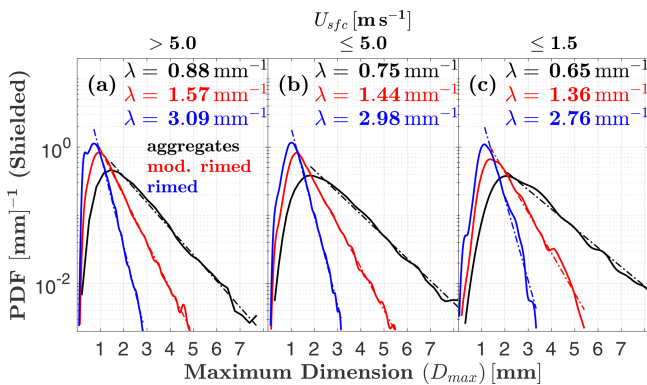 U_sfc [m s⁻¹]
> 5.0 ≤ 5.0 ≤ 1.5
(a) λ = 0.88 mm⁻¹ (b) λ = 0.75 mm⁻¹ (c) λ = 0.65 mm⁻¹
λ = 1.57 mm⁻¹ λ = 1.44 mm⁻¹ λ = 1.36 mm⁻¹
λ = 3.09 mm⁻¹ λ = 2.98 mm⁻¹ λ = 2.76 mm⁻¹
aggregates
mod. rimed
rimed
PDF [mm]⁻¹ (Shielded)
10⁰
10⁻²
1 2 3 4 5 6 7 1 2 3 4 5 6 7 1 2 3 4 5 6 7
Maximum Dimension (D_max) [mm]